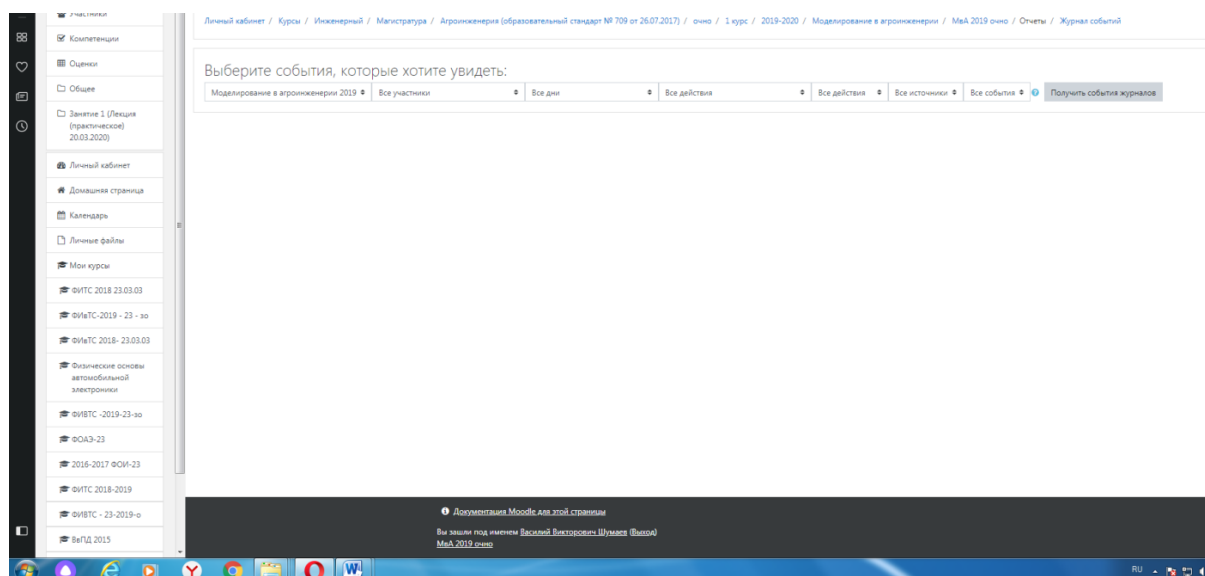 Участники
Компетенции
Оценки
Общее
Занятие 1 (Лекция
(практическое)
20.03.2020)
Личный кабинет
Домашняя страница
Календарь
Личные файлы
Мои курсы
ФИТС 2018 23.03.03
ФИвТС-2019 - 23 - зо
ФИвТС 2018- 23.03.03
Физические основы
автомобильной
электроники
ФИВТС -2019-23-зо
ФОАЭ-23
2016-2017 ФОИ-23
ФИТС 2018-2019
ФИВТС - 23-2019-о
ВеПД 2015
Личный кабинет / Курсы / Инженерный / Магистратура / Агроинженерия (образовательный стандарт № 709 от 26.07.2017) / очно / 1 курс / 2019-2020 / Моделирование в агроинженерии / МвА 2019 очно / Отчеты / Журнал событий
Выберите события, которые хотите увидеть:
Моделирование в агроинженерии 2019 Все участники Все дни Все действия Все действия Все источники Все события Получить события журналов
Документация Moodle для этой страницы
Вы зашли под именем Василий Викторович Шумаев (Выход)
МвА 2019 очно
RU